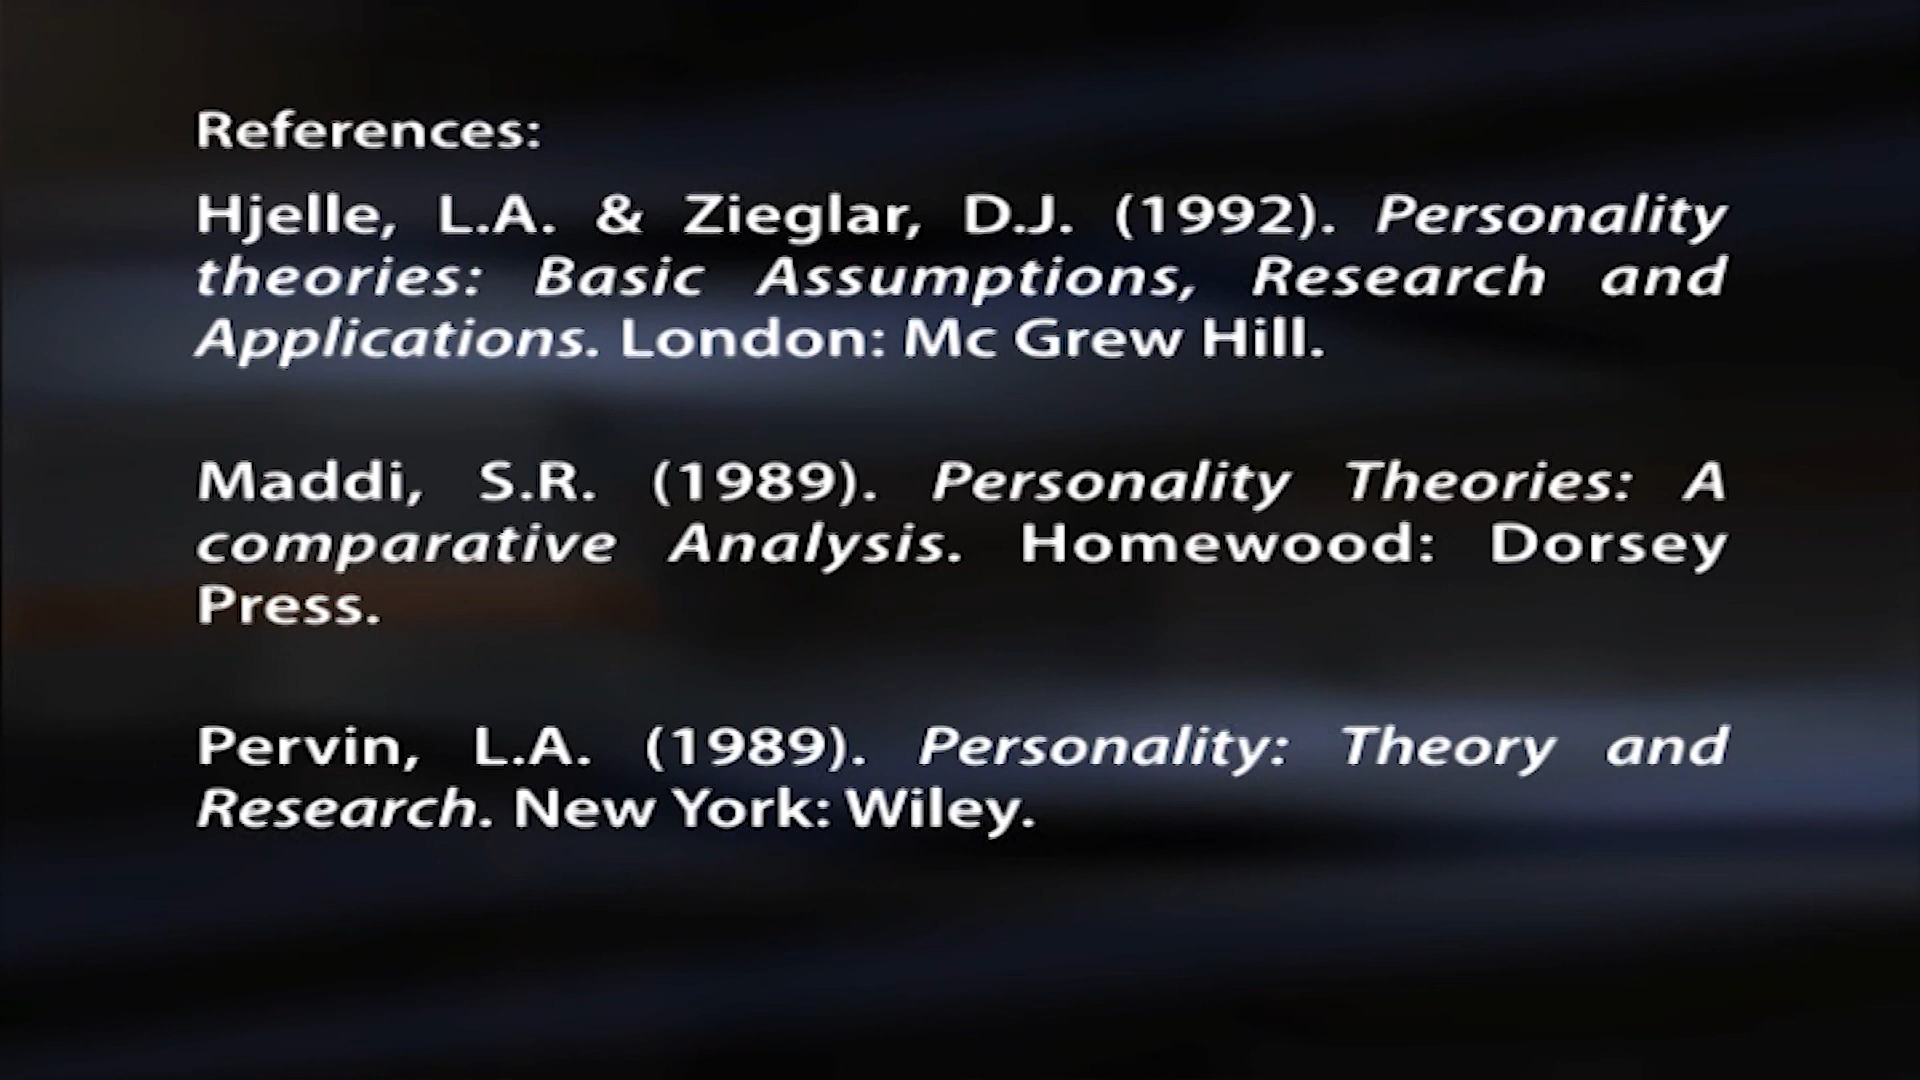 References:
Hjelle, L.A. & Zieglar, D.J. (1992). Personality
theories: Basic Assumptions, Research and
Applications. London: Mc Grew Hill.
Maddi, S.R. (1989). Personality Theories: A
comparative Analysis. Homewood: Dorsey
Press.
Pervin, L.A. (1989). Personality: Theory and
Research. New York: Wiley.